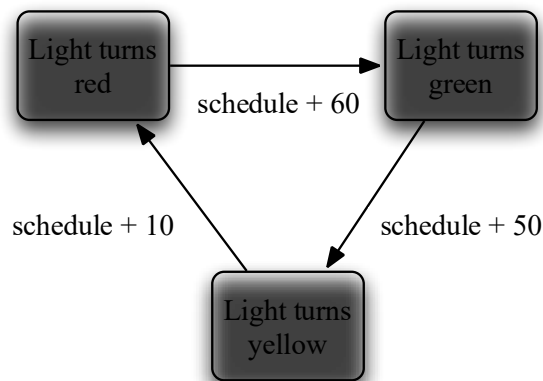 Light turns
red
Light turns
green
schedule + 60
schedule + 10
schedule + 50
Light turns
yellow